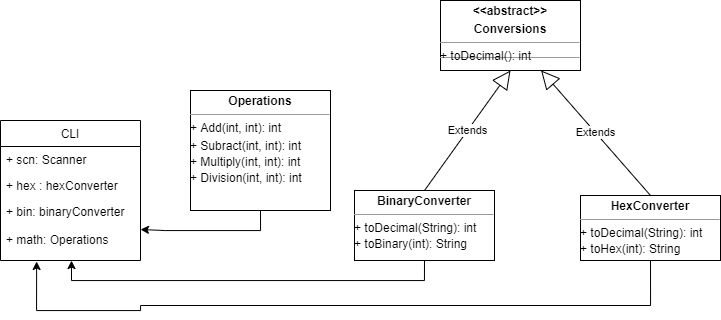 <<abstract>>
Conversions
+ toDecimal(): int
Operations
+ Add(int, int): int
+ Subract(int, int): int
+ Multiply(int, int): int
+ Division(int, int): int
CLI
+ scn: Scanner
+ hex : hexConverter
+ bin: binaryConverter
+ math: Operations
Extends
Extends
BinaryConverter
+ toDecimal(String): int
+ toBinary(int): String
HexConverter
+ toDecimal(String): int
+ toHex(int): String